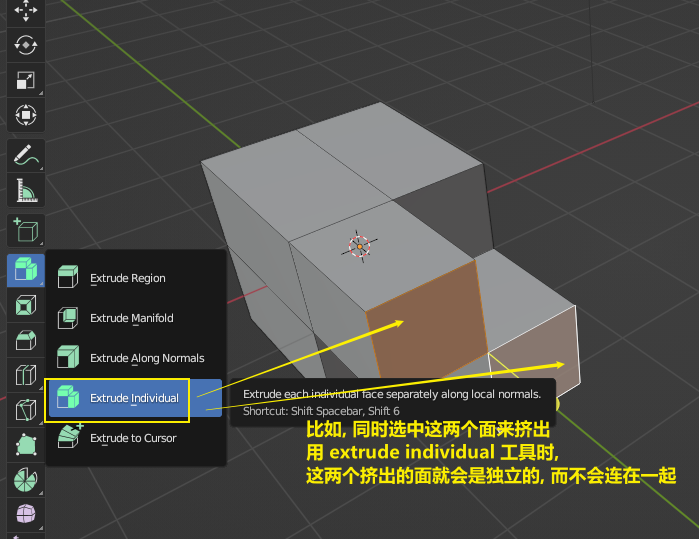 Extrude Region
Extrude Manifold
Extrude Along Normals
Extrude Individual
Extrude each individual face separately along local normals.
Shortcut: Shift Spacebar, Shift 6
Extrude to Cursor
比如, 同时选中这两个面来挤出
用 extrude individual 工具时,
这两个挤出的面就会是独立的, 而不会连在一起